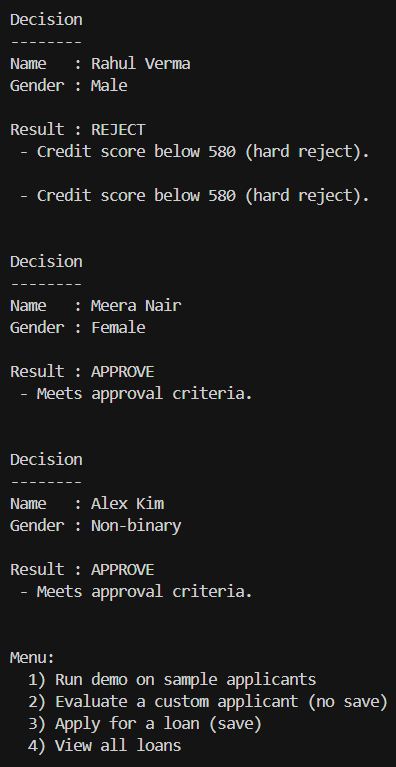 Decision
--------
Name   : Rahul Verma
Gender : Male

Result : REJECT
 - Credit score below 580 (hard reject).

 - Credit score below 580 (hard reject).


Decision
--------
Name   : Meera Nair
Gender : Female

Result : APPROVE
 - Meets approval criteria.


Decision
--------
Name   : Alex Kim
Gender : Non-binary

Result : APPROVE
 - Meets approval criteria.


Menu:
  1) Run demo on sample applicants
  2) Evaluate a custom applicant (no save)
  3) Apply for a loan (save)
  4) View all loans